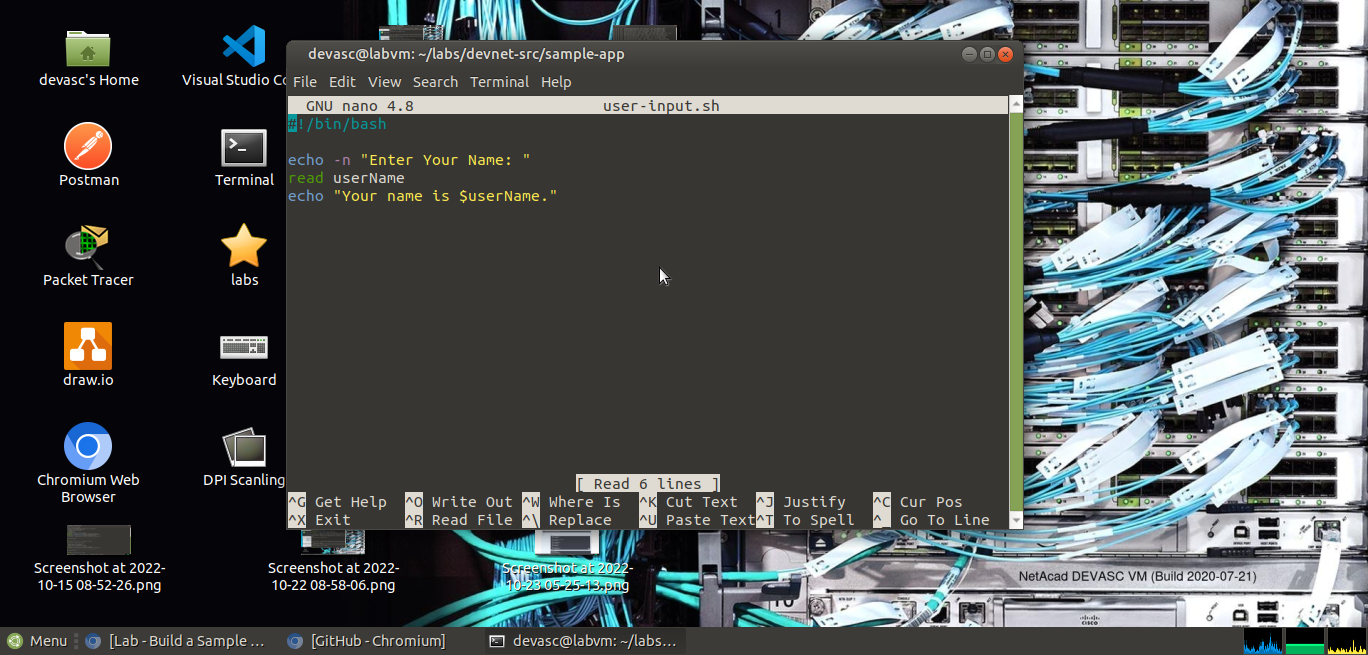 devasc's Home
Visual Studio Co
Postman
Terminal
Packet Tracer
labs
draw.io
Keyboard
Chromium Web
Browser
DPI Scanling
Screenshot at 2022-
10-15 08-52-26.png
Screenshot at 2022-
10-22 08-58-06.png
Screenshot at 2022-
10-23 05-25-13.png
devasc@labvm: ~/labs/devnet-src/sample-app
File Edit View Search Terminal Help
GNU nano 4.8 user-input.sh
#!/bin/bash
echo -n "Enter Your Name: "
read userName
echo "Your name is $userName."
[ Read 6 lines ]
^G Get Help ^O Write Out ^W Where Is ^K Cut Text ^J Justify ^C Cur Pos
^X Exit ^R Read File ^\ Replace ^U Paste Text ^T To Spell ^_ Go To Line
NetAcad DEVASC VM (Build 2020-07-21)
CISCO
Menu [Lab - Build a Sample ... [GitHub - Chromium] devasc@labvm: ~/labs...